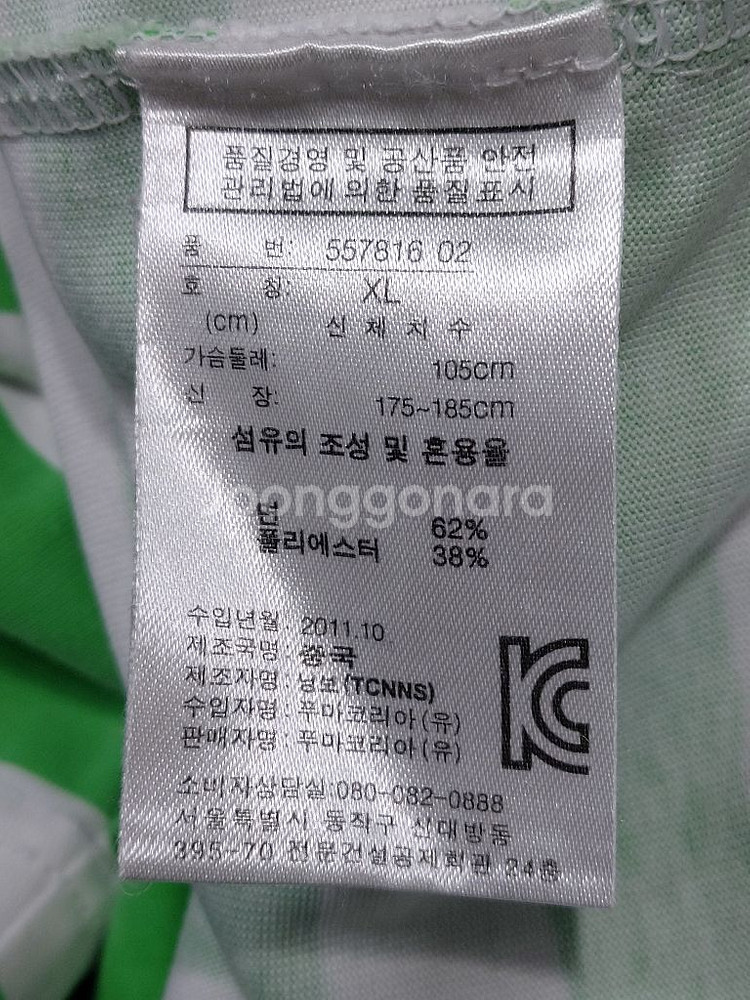 품질경영 및 공산품 안전
관리법에 의한 품질표시
품 번: 557816 02
호 칭: XL
(cm) 신 체 치 수
가슴둘레: 105cm
신 장: 175~185cm
섬유의 조성 및 혼용율
joonggonara
면 62%
폴리에스터 38%
수입년월 : 2011.10
제조국명 : 중국
제조자명 : 닝보(TCNNS)
수입자명 : 푸마코리아(유)
판매자명 : 푸마코리아(유)
소비자상담실:080-082-0888
서울특별시 동작구 신대방동
395-70 전문건설공제회관 24층